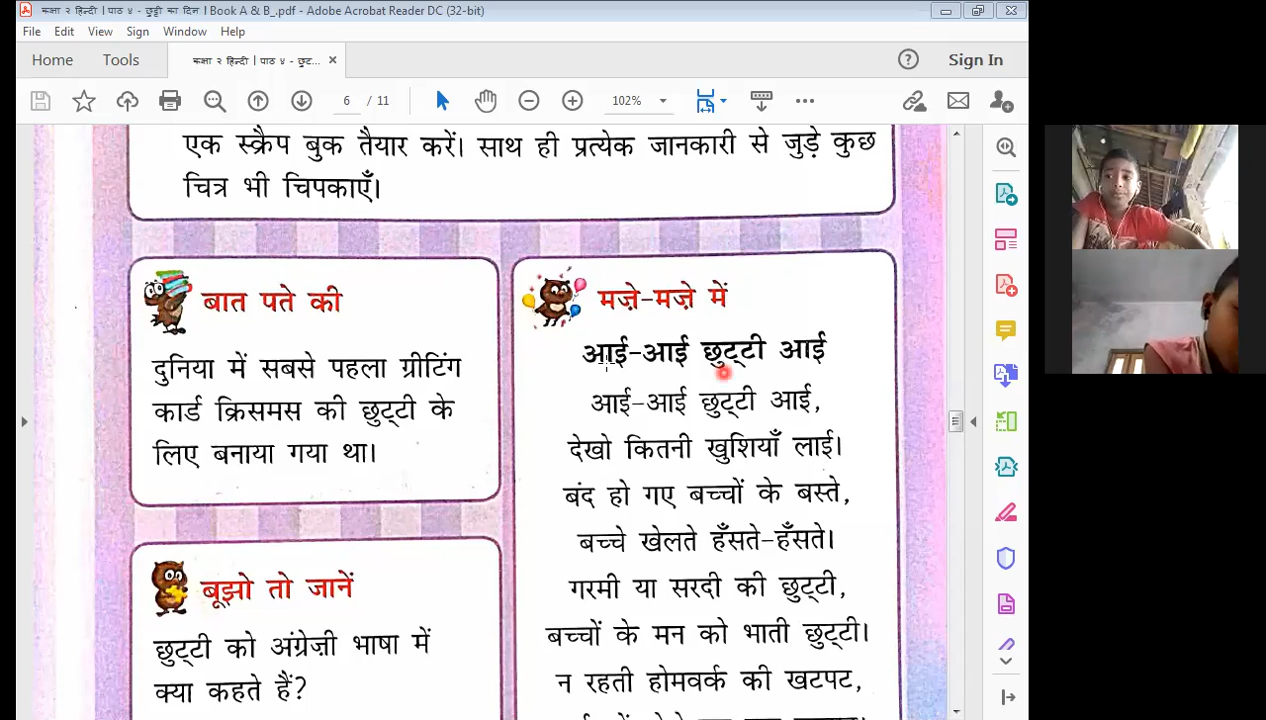 कक्षा २ हिन्दी । पाठ ४ - छुट्टी का दिन । Book A & B_.pdf - Adobe Acrobat Reader DC (32-bit)
File Edit View Sign Window Help
Home Tools
कक्षा २ हिन्दी । पाठ ४ - छुट...
Sign In
6 / 11
102%
एक स्क्रैप बुक तैयार करें। साथ ही प्रत्येक जानकारी से जुड़े कुछ
चित्र भी चिपकाएँ।
बात पते की
दुनिया में सबसे पहला ग्रीटिंग
कार्ड क्रिसमस की छुट्टी के
लिए बनाया गया था।
बूझो तो जानें
छुट्टी को अंग्रेज़ी भाषा में
क्या कहते हैं?
मज़े-मज़े में
आई-आई छुट्टी आई
आई-आई छुट्टी आई,
देखो कितनी खुशियाँ लाई।
बंद हो गए बच्चों के बस्ते,
बच्चे खेलते हँसते-हँसते।
गरमी या सरदी की छुट्टी,
बच्चों के मन को भाती छुट्टी।
न रहती होमवर्क की खटपट,